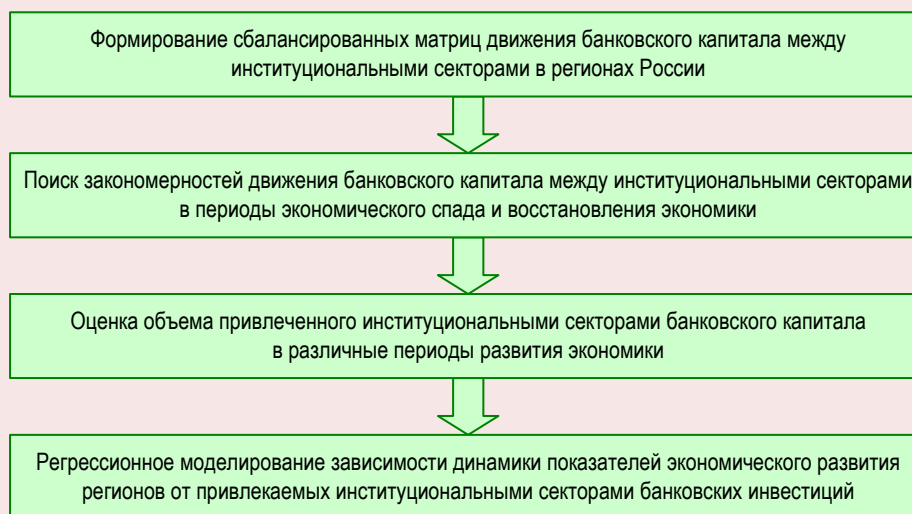 Формирование сбалансированных матриц движения банковского капитала между
институциональными секторами в регионах России
Поиск закономерностей движения банковского капитала между институциональными секторами
в периоды экономического спада и восстановления экономики
Оценка объема привлеченного институциональными секторами банковского капитала
в различные периоды развития экономики
Регрессионное моделирование зависимости динамики показателей экономического развития
регионов от привлекаемых институциональными секторами банковских инвестиций